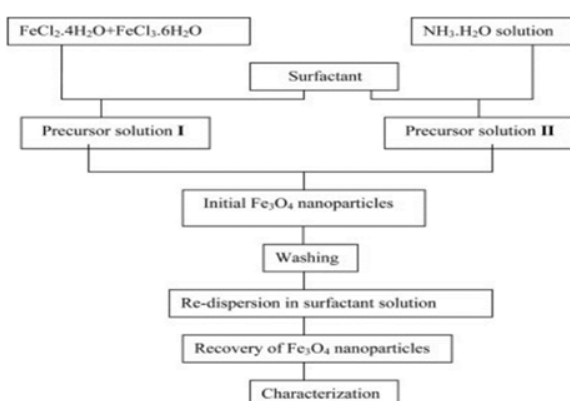 FeCl₂.4H₂O+FeCl₃.6H₂O
NH₃.H₂O solution
Surfactant
Precursor solution I
Precursor solution II
Initial Fe₃O₄ nanoparticles
Washing
Re-dispersion in surfactant solution
Recovery of Fe₃O₄ nanoparticles
Characterization